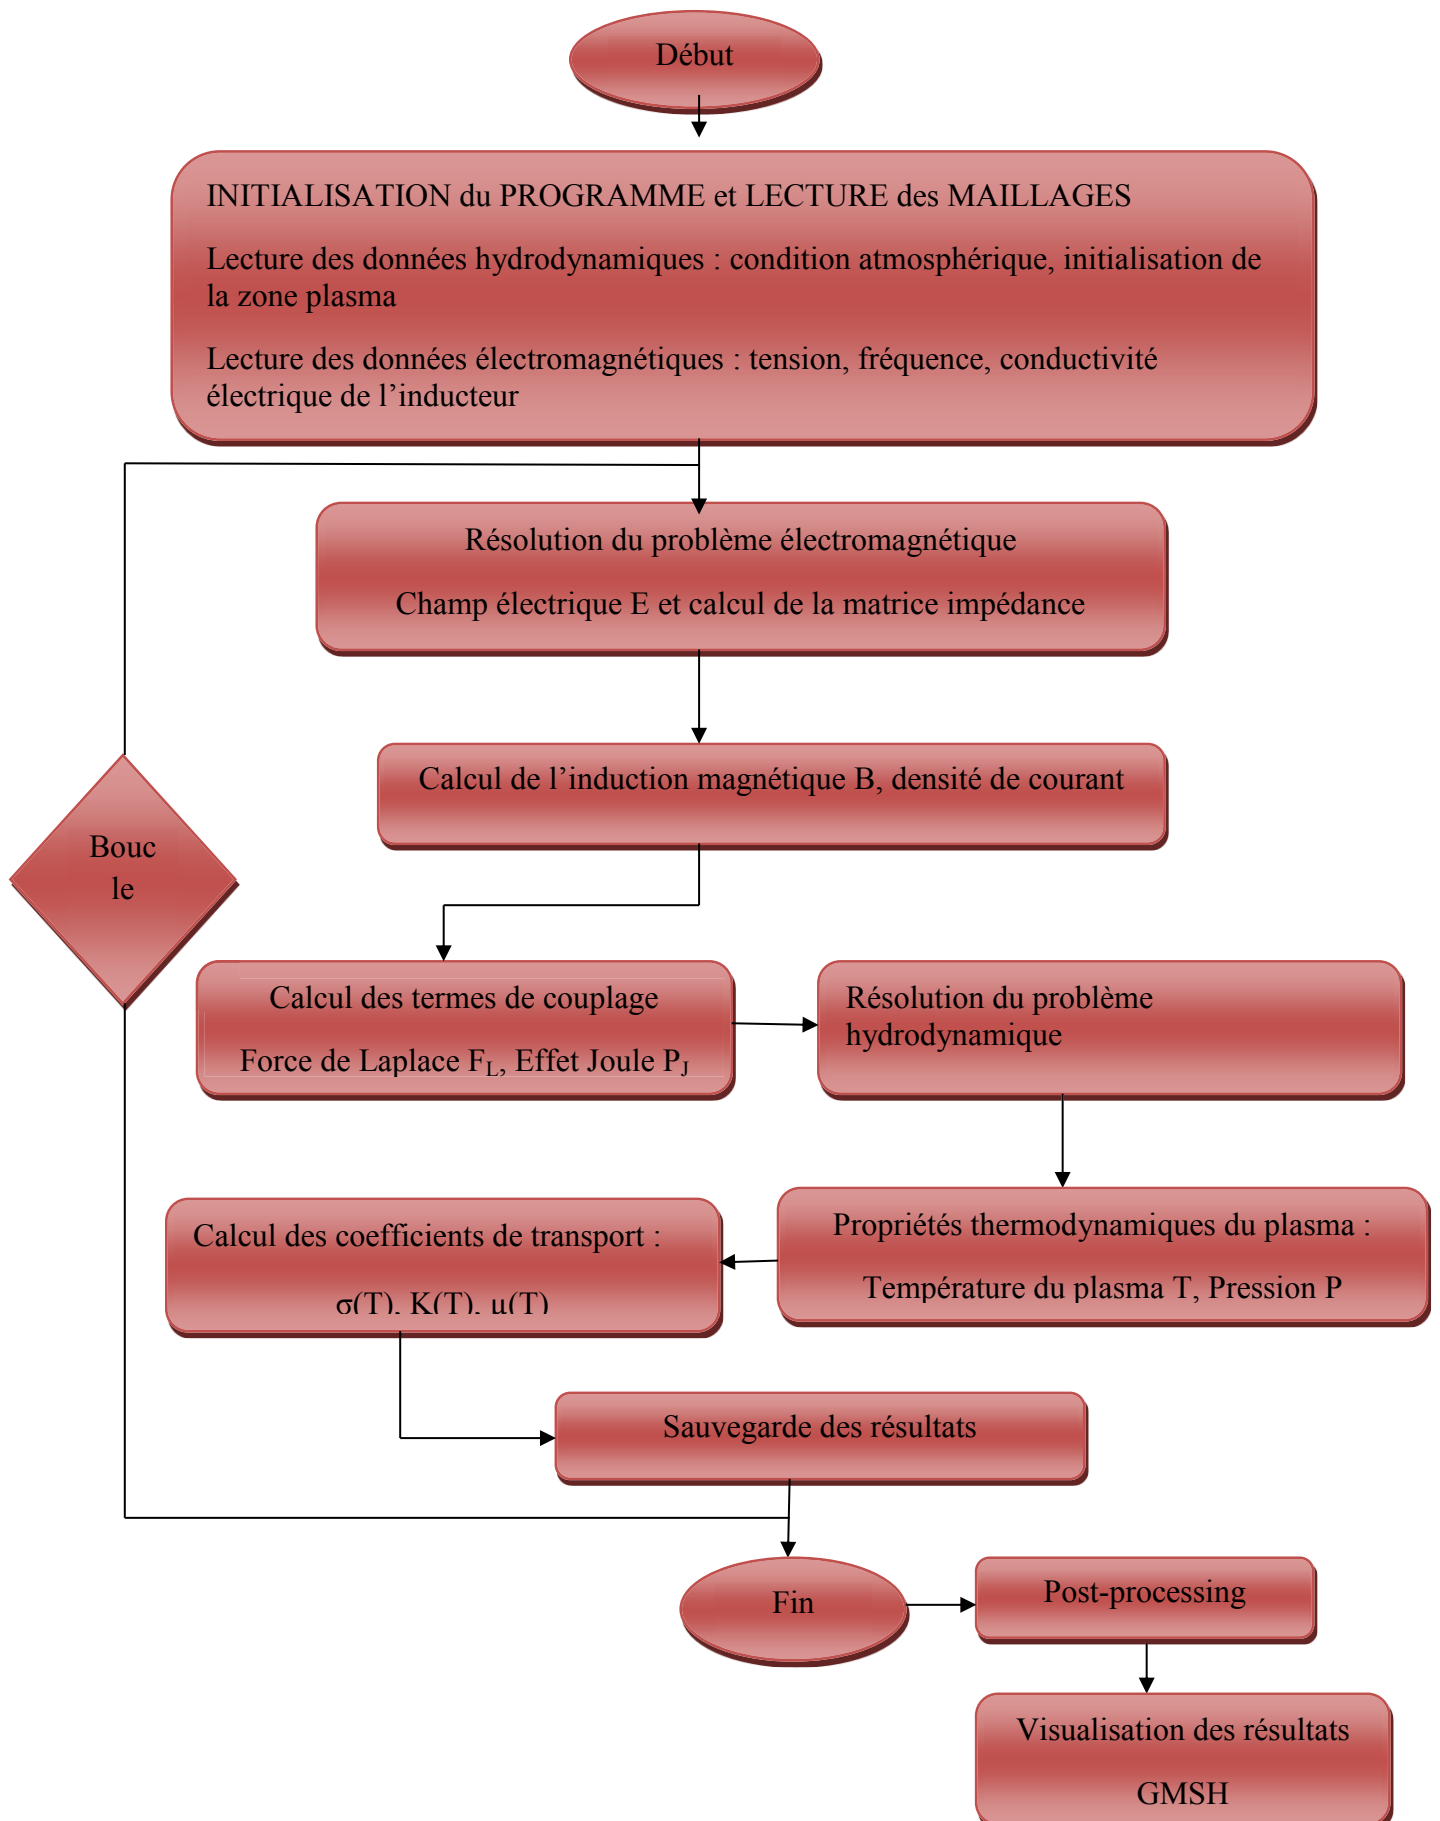 Début
INITIALISATION du PROGRAMME et LECTURE des MAILLAGES
Lecture des données hydrodynamiques : condition atmosphérique, initialisation de
la zone plasma
Lecture des données électromagnétiques : tension, fréquence, conductivité
électrique de l’inducteur
Résolution du problème électromagnétique
Champ électrique E et calcul de la matrice impédance
Calcul de l’induction magnétique B, densité de courant
Bouc
le
Calcul des termes de couplage
Force de Laplace F_L, Effet Joule P_J
Résolution du problème
hydrodynamique
Propriétés thermodynamiques du plasma :
Température du plasma T, Pression P
Calcul des coefficients de transport :
σ(T), K(T), μ(T)
Sauvegarde des résultats
Fin
Post-processing
Visualisation des résultats
GMSH